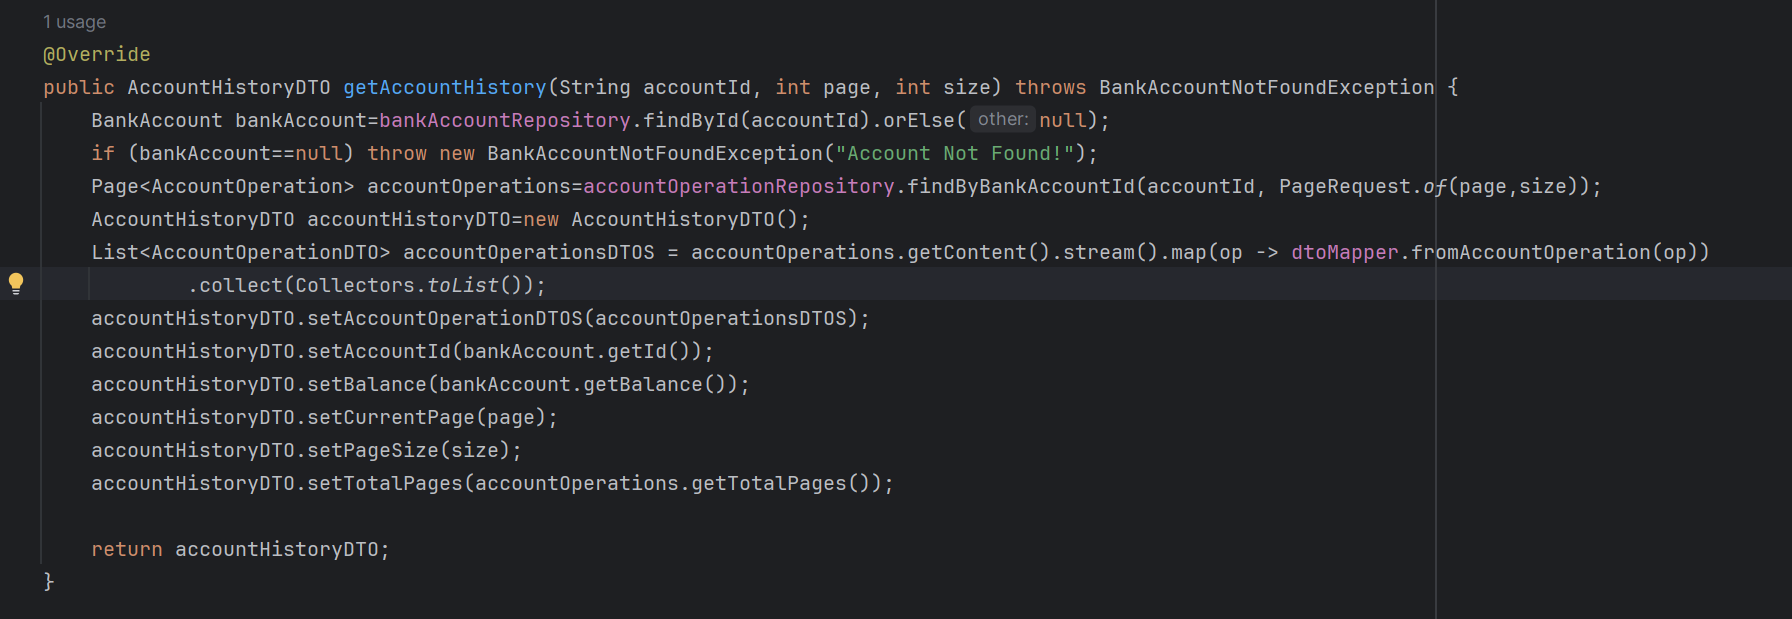 1 usage
@Override
public AccountHistoryDTO getAccountHistory(String accountId, int page, int size) throws BankAccountNotFoundException {
BankAccount bankAccount=bankAccountRepository.findById(accountId).orElse( other: null);
if (bankAccount==null) throw new BankAccountNotFoundException("Account Not Found!");
Page<AccountOperation> accountOperations=accountOperationRepository.findByBankAccountId(accountId, PageRequest.of(page,size));
AccountHistoryDTO accountHistoryDTO=new AccountHistoryDTO();
List<AccountOperationDTO> accountOperationsDTOS = accountOperations.getContent().stream().map(op -> dtoMapper.fromAccountOperation(op))
.collect(Collectors.toList());
accountHistoryDTO.setAccountOperationDTOS(accountOperationsDTOS);
accountHistoryDTO.setAccountId(bankAccount.getId());
accountHistoryDTO.setBalance(bankAccount.getBalance());
accountHistoryDTO.setCurrentPage(page);
accountHistoryDTO.setPageSize(size);
accountHistoryDTO.setTotalPages(accountOperations.getTotalPages());
return accountHistoryDTO;
}